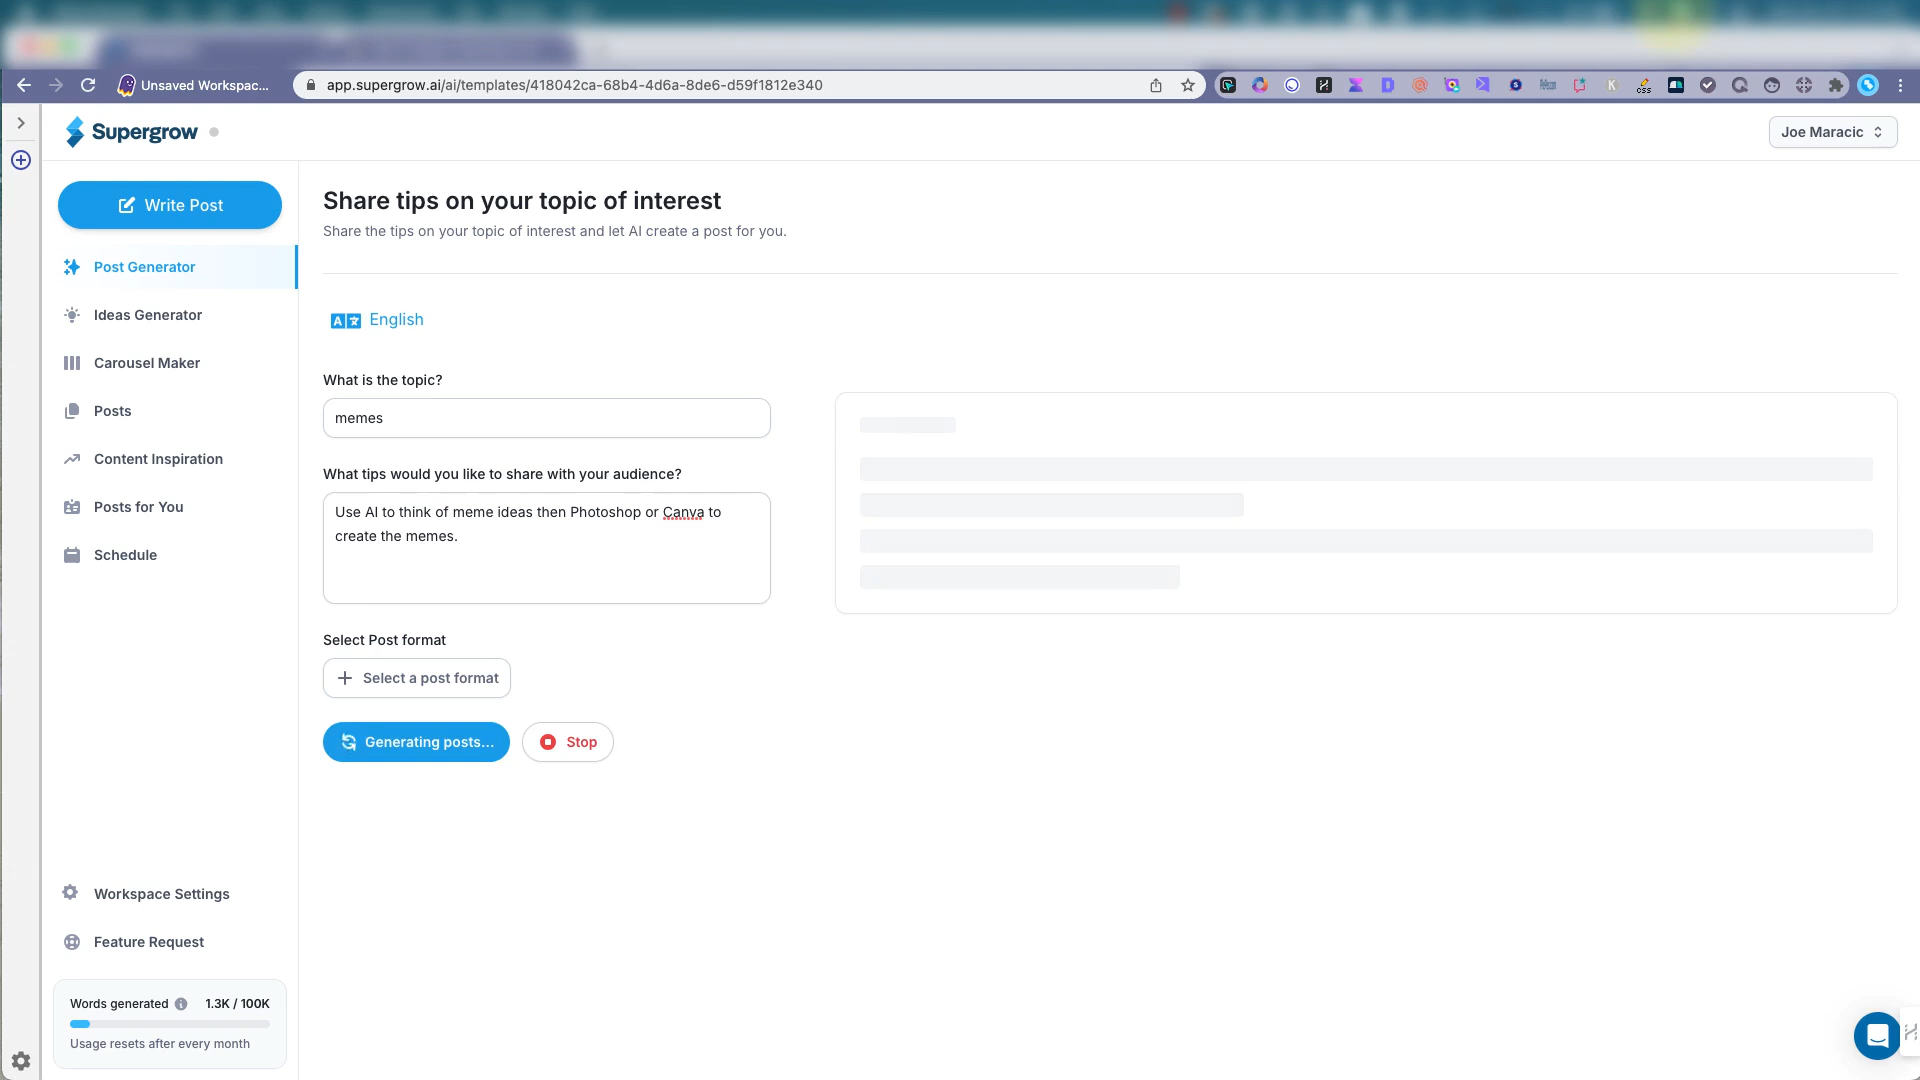 Unsaved Workspac...
app.supergrow.ai/ai/templates/418042ca-68b4-4d6a-8de6-d59f1812e340
Supergrow
Joe Maracic
Write Post
Post Generator
Ideas Generator
Carousel Maker
Posts
Content Inspiration
Posts for You
Schedule
Workspace Settings
Feature Request
Words generated 1.3K / 100K
Usage resets after every month
Share tips on your topic of interest
Share the tips on your topic of interest and let AI create a post for you.
English
What is the topic?
memes
What tips would you like to share with your audience?
Use AI to think of meme ideas then Photoshop or Canva to
create the memes.
Select Post format
Select a post format
Generating posts...
Stop